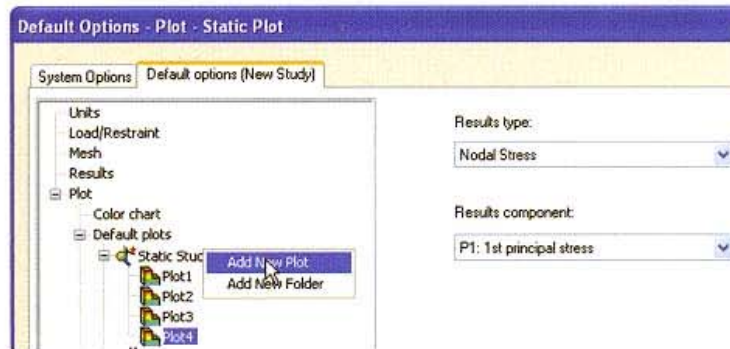 Default Options - Plot - Static Plot
System Options
Default options (New Study)
Units
Load/Restraint
Mesh
Results
Plot
Color chart
Default plots
Static Stud
Plot1
Plot2
Plot3
Plot4
Add New Plot
Add New Folder
Results type:
Nodal Stress
Results component:
P1: 1st principal stress